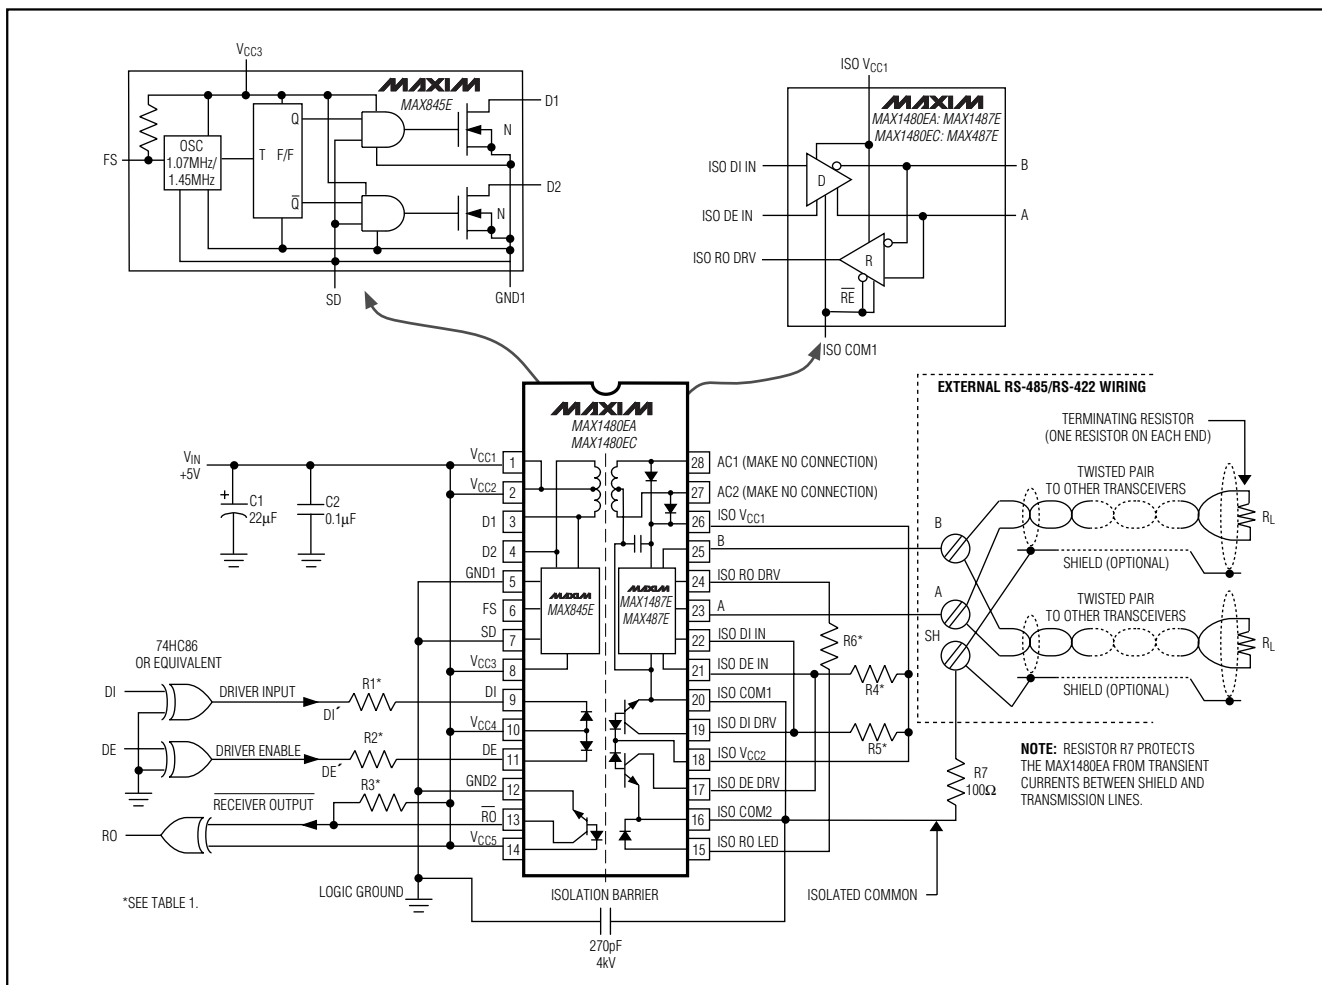 VCC3
MAXIM
MAX845E
FS
OSC
1.07MHz/
1.45MHz
T F/F
Q
Q̅
N
N
D1
D2
SD
GND1
ISO VCC1
MAXIM
MAX1480EA: MAX1487E
MAX1480EC: MAX487E
ISO DI IN
D
B
ISO DE IN
A
ISO RO DRV
R
R̅E̅
ISO COM1
MAXIM
MAX1480EA
MAX1480EC
VIN
+5V
+
C1
22µF
C2
0.1µF
VCC1
1
VCC2
2
D1
3
D2
4
GND1
5
FS
6
SD
7
VCC3
8
DI
9
VCC4
10
DE
11
GND2
12
R̅O̅
13
VCC5
14
MAXIM
MAX845E
MAXIM
MAX1487E
MAX487E
28 AC1 (MAKE NO CONNECTION)
27 AC2 (MAKE NO CONNECTION)
26 ISO VCC1
25 B
24 ISO RO DRV
23 A
22 ISO DI IN
21 ISO DE IN
20 ISO COM1
19 ISO DI DRV
18 ISO VCC2
17 ISO DE DRV
16 ISO COM2
15 ISO RO LED
74HC86
OR EQUIVALENT
DI
DRIVER INPUT
DI´
R1*
DE
DRIVER ENABLE
DE´
R2*
R3*
R̅E̅C̅E̅I̅V̅E̅R̅ O̅U̅T̅P̅U̅T̅
RO
R6*
R4*
R5*
LOGIC GROUND
ISOLATION BARRIER
270pF
4kV
ISOLATED COMMON
*SEE TABLE 1.
EXTERNAL RS-485/RS-422 WIRING
TERMINATING RESISTOR
(ONE RESISTOR ON EACH END)
TWISTED PAIR
TO OTHER TRANSCEIVERS
B
RL
SHIELD (OPTIONAL)
A
TWISTED PAIR
TO OTHER TRANSCEIVERS
SH
RL
SHIELD (OPTIONAL)
R7
100Ω
NOTE: RESISTOR R7 PROTECTS
THE MAX1480EA FROM TRANSIENT
CURRENTS BETWEEN SHIELD AND
TRANSMISSION LINES.